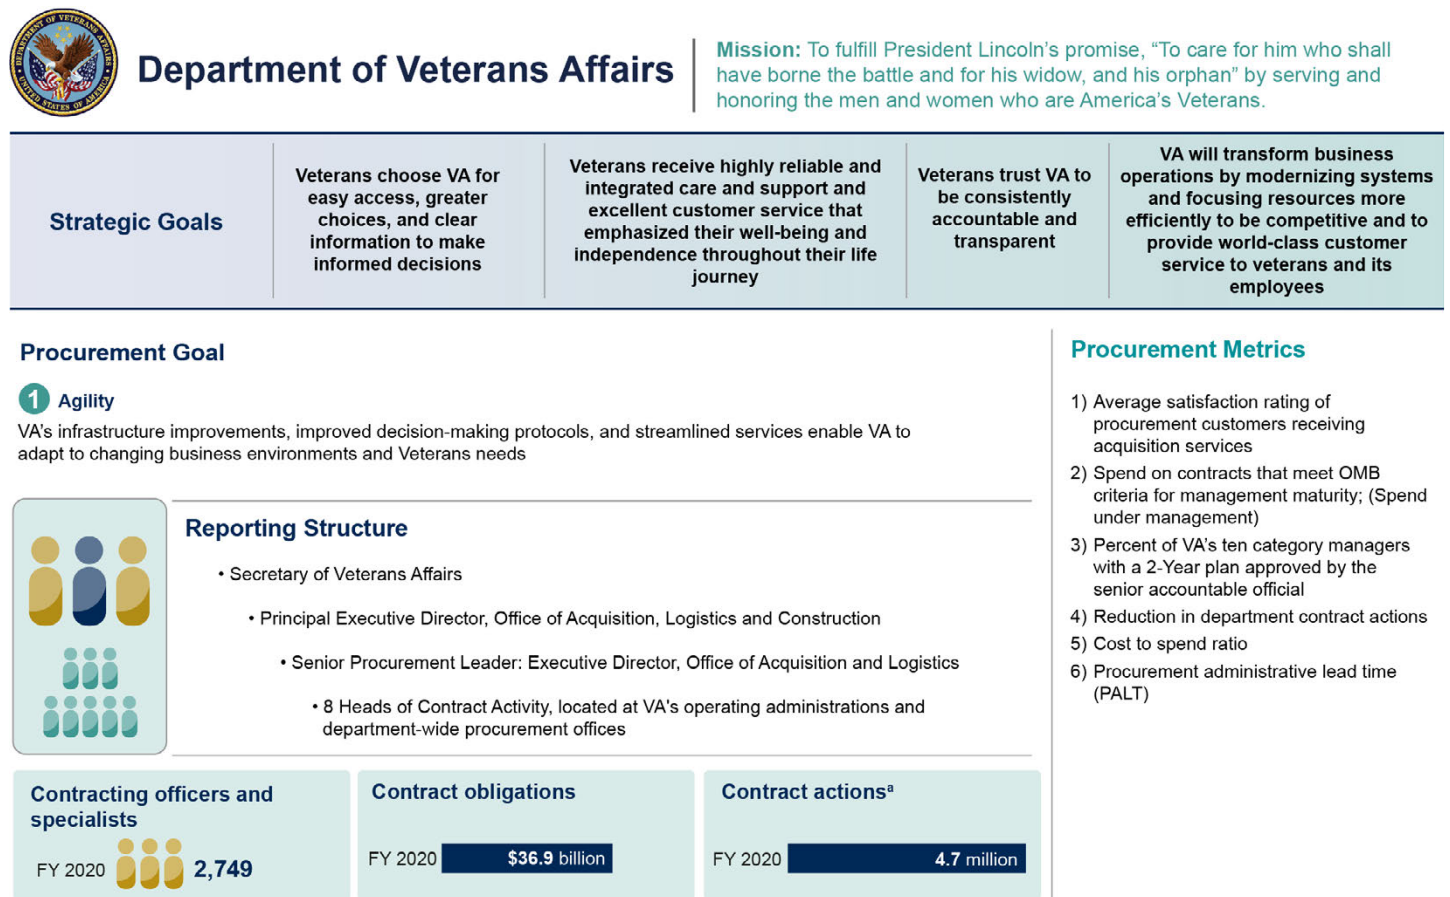 Department of Veterans Affairs
Mission: To fulfill President Lincoln’s promise, “To care for him who shall
have borne the battle and for his widow, and his orphan” by serving and
honoring the men and women who are America’s Veterans.
Strategic Goals
Veterans choose VA for
easy access, greater
choices, and clear
information to make
informed decisions
Veterans receive highly reliable and
integrated care and support and
excellent customer service that
emphasized their well-being and
independence throughout their life
journey
Veterans trust VA to
be consistently
accountable and
transparent
VA will transform business
operations by modernizing systems
and focusing resources more
efficiently to be competitive and to
provide world-class customer
service to veterans and its
employees
Procurement Goal
1 Agility
VA’s infrastructure improvements, improved decision-making protocols, and streamlined services enable VA to
adapt to changing business environments and Veterans needs
Reporting Structure
• Secretary of Veterans Affairs
• Principal Executive Director, Office of Acquisition, Logistics and Construction
• Senior Procurement Leader: Executive Director, Office of Acquisition and Logistics
• 8 Heads of Contract Activity, located at VA's operating administrations and
department-wide procurement offices
Contracting officers and
specialists
FY 2020 2,749
Contract obligations
FY 2020 $36.9 billion
Contract actionsª
FY 2020 4.7 million
Procurement Metrics
1) Average satisfaction rating of
procurement customers receiving
acquisition services
2) Spend on contracts that meet OMB
criteria for management maturity; (Spend
under management)
3) Percent of VA’s ten category managers
with a 2-Year plan approved by the
senior accountable official
4) Reduction in department contract actions
5) Cost to spend ratio
6) Procurement administrative lead time
(PALT)
DEPARTMENT OF VETERANS AFFAIRS
UNITED STATES OF AMERICA